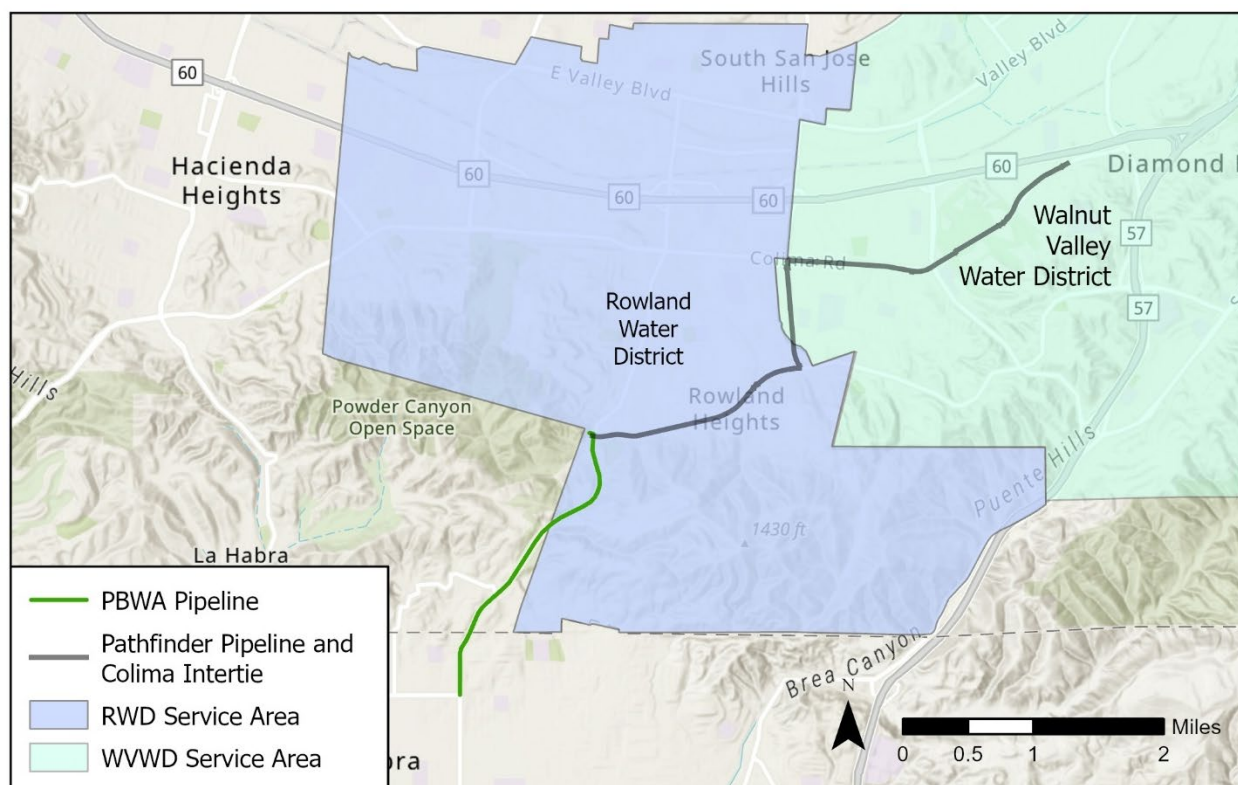 60
South San Jose
Hills
E Valley Blvd
Valley Blvd
Hacienda
Heights
60
60
60
60
Diamond
Walnut
Valley
Water District
57
Colima Rd
Rowland
Water
District
57
Hills
Powder Canyon
Open Space
Rowland
Heights
Puente Hills
1430 ft
La Habra
Brea Canyon
N
PBWA Pipeline
Pathfinder Pipeline and
Colima Intertie
RWD Service Area
WVWD Service Area
Miles
0 0.5 1 2